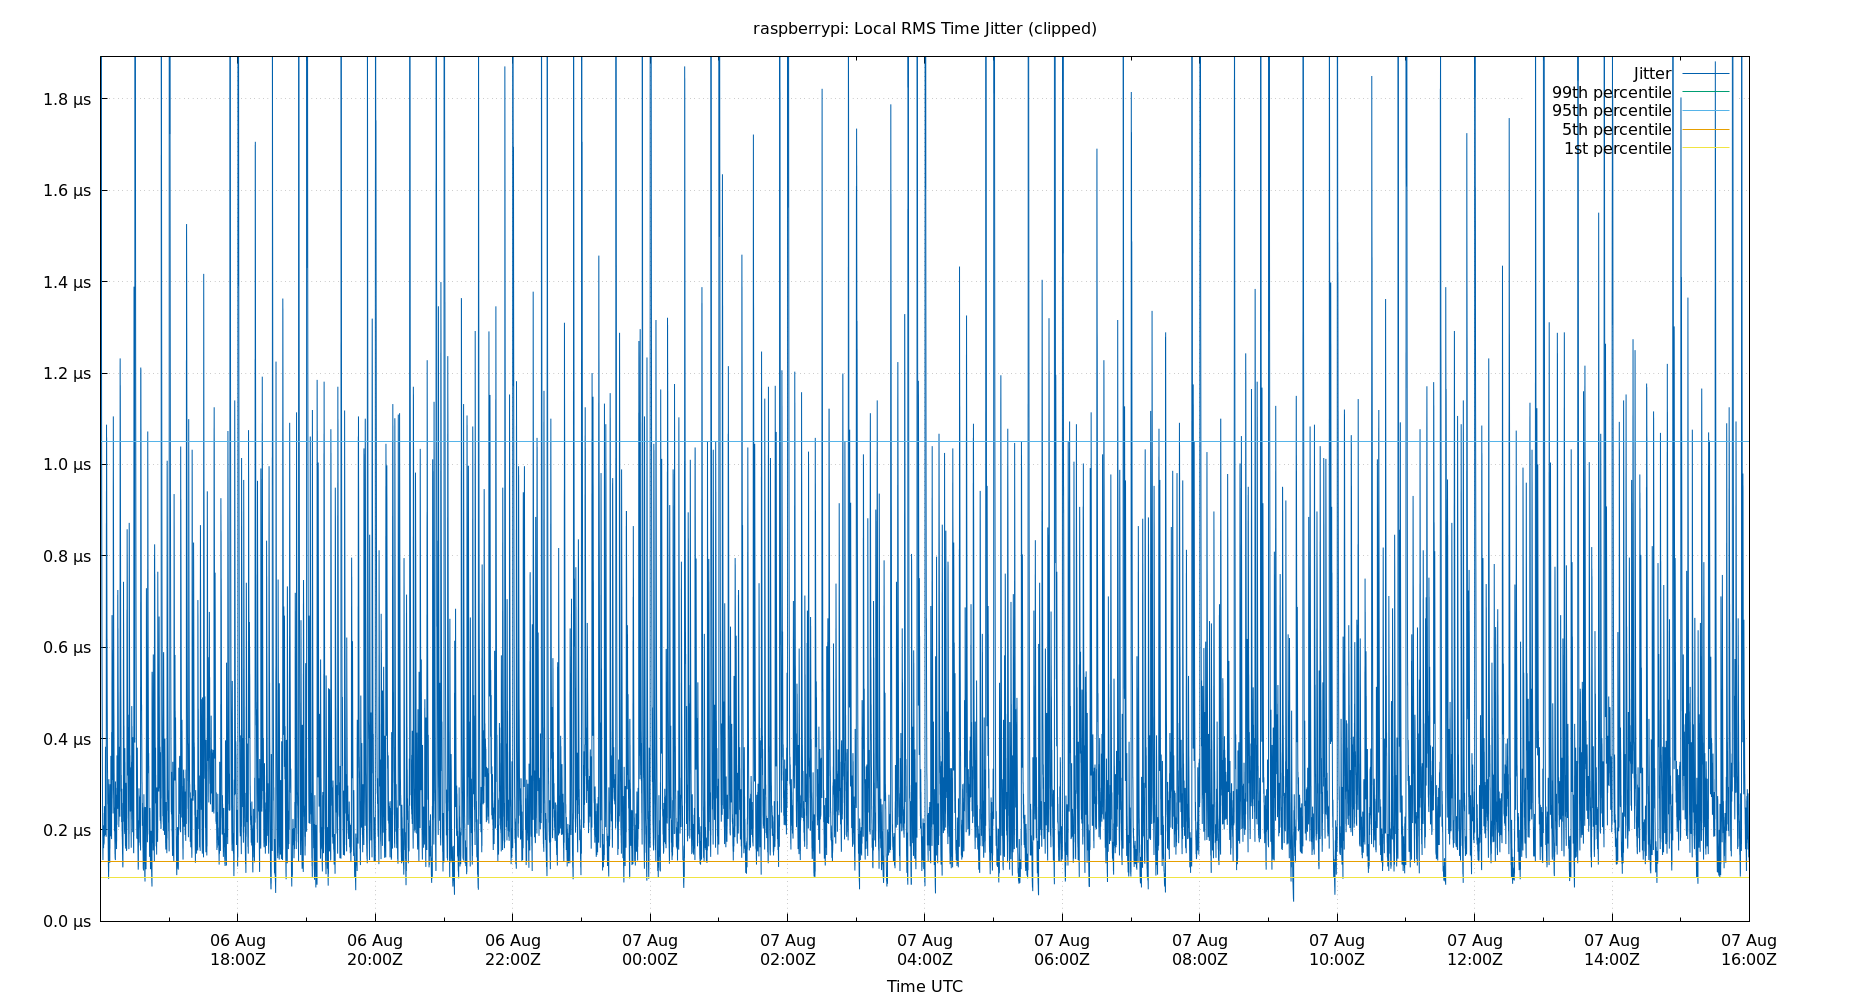 raspberrypi: Local RMS Time Jitter (clipped)
Jitter
99th percentile
95th percentile
5th percentile
1st percentile
1.8 µs
1.6 µs
1.4 µs
1.2 µs
1.0 µs
0.8 µs
0.6 µs
0.4 µs
0.2 µs
0.0 µs
06 Aug 06 Aug 06 Aug 07 Aug 07 Aug 07 Aug 07 Aug 07 Aug 07 Aug 07 Aug 07 Aug 07 Aug
18:00Z 20:00Z 22:00Z 00:00Z 02:00Z 04:00Z 06:00Z 08:00Z 10:00Z 12:00Z 14:00Z 16:00Z
Time UTC